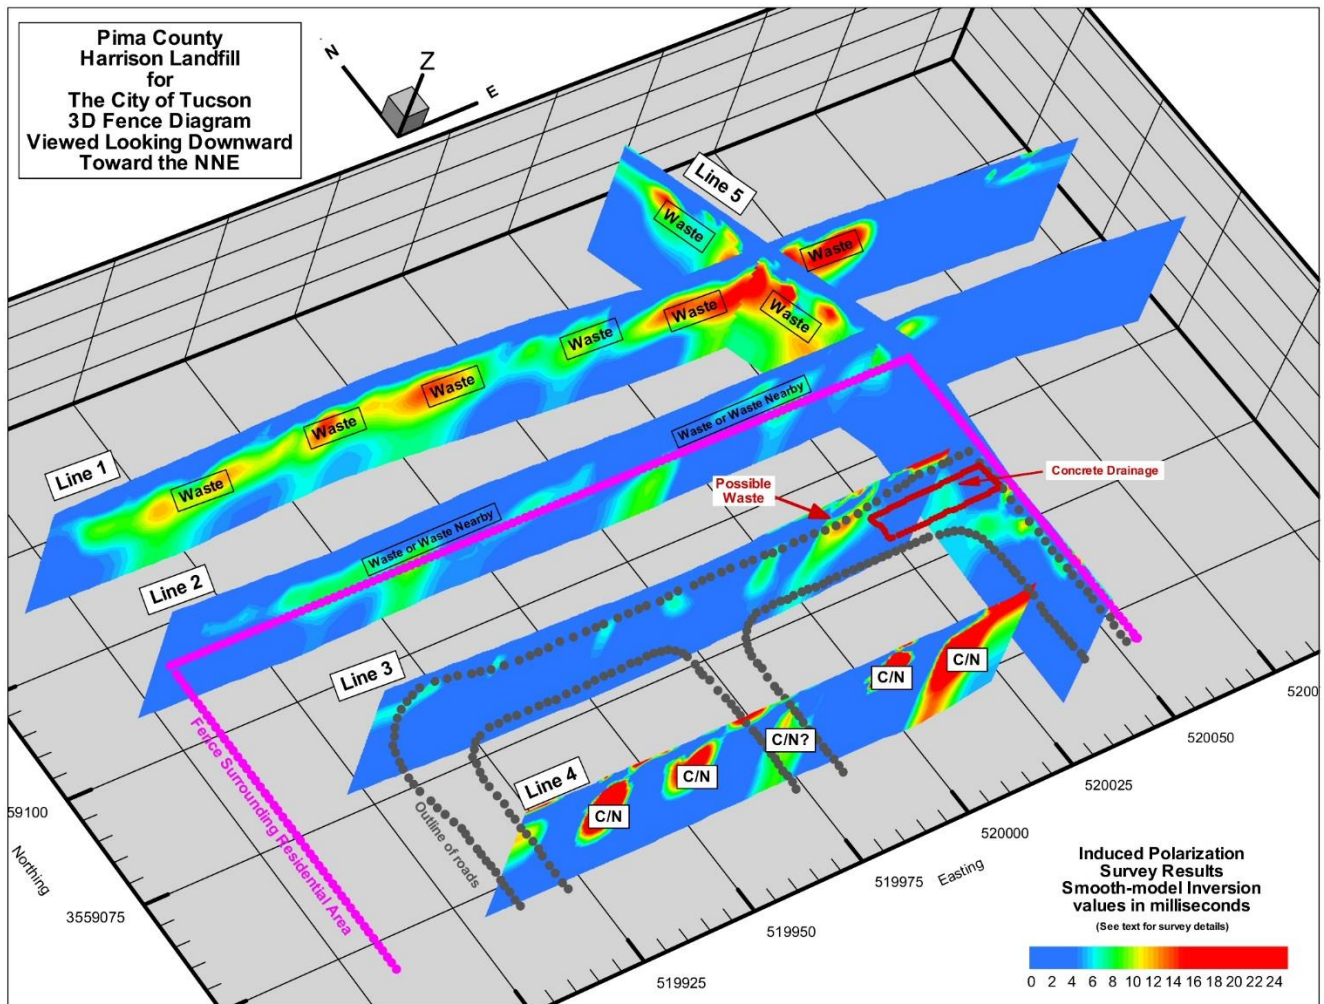 Pima County
Harrison Landfill
for
The City of Tucson
3D Fence Diagram
Viewed Looking Downward
Toward the NNE
N
Z
E
Line 5
Waste
Waste
Waste
Waste
Waste
Waste
Waste
Waste
Line 1
Waste or Waste Nearby
Concrete Drainage
Possible
Waste
Waste or Waste Nearby
Line 2
Line 3
C/N
C/N
C/N?
C/N
C/N
Line 4
Fence Surrounding Residential Area
Outline of roads
59100
Northing
3559075
519925
519950
519975
Easting
520000
520025
520050
5200
Induced Polarization
Survey Results
Smooth-model Inversion
values in milliseconds
(See text for survey details)
0 2 4 6 8 10 12 14 16 18 20 22 24